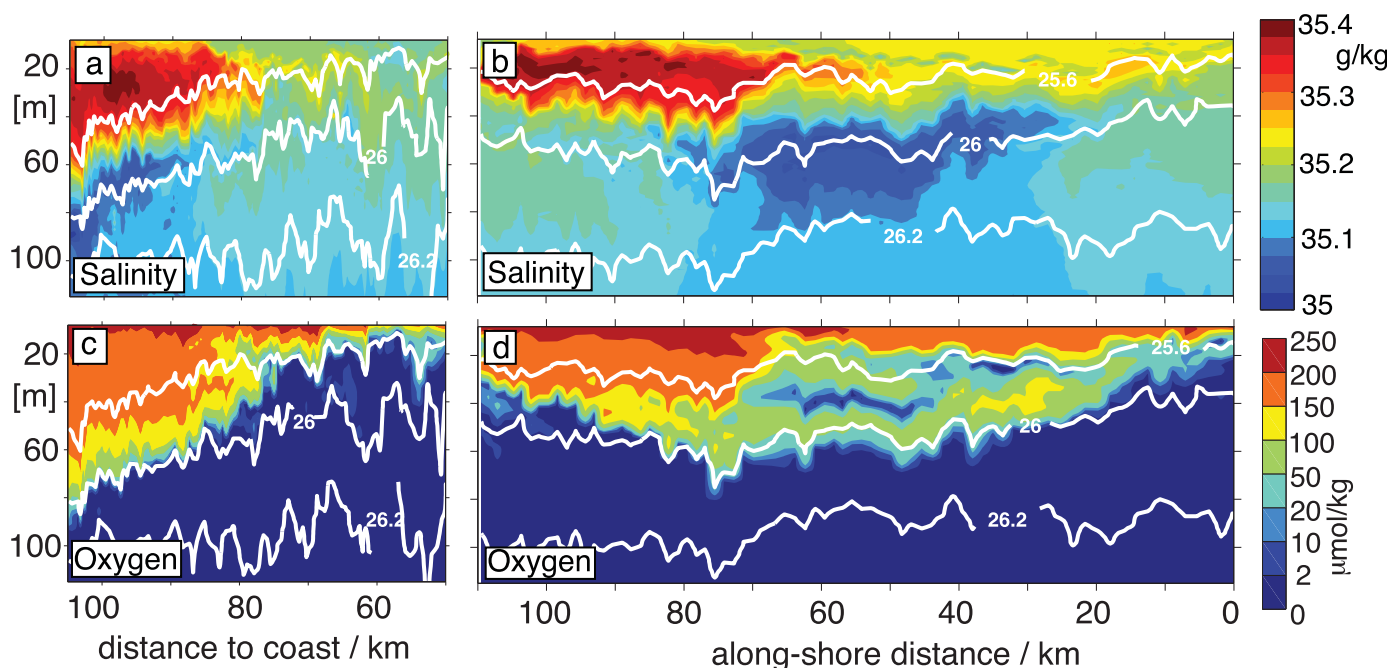 a
20
[m]
60
100
26
26.2
Salinity
b
25.6
26
26.2
Salinity
35.4
g/kg
35.3
35.2
35.1
35
c
20
[m]
60
100
26
26.2
Oxygen
100
80
60
distance to coast / km
d
25.6
26
26.2
Oxygen
100
80
60
40
20
0
along-shore distance / km
250
200
150
100
50
20
10
2
0
µmol/kg